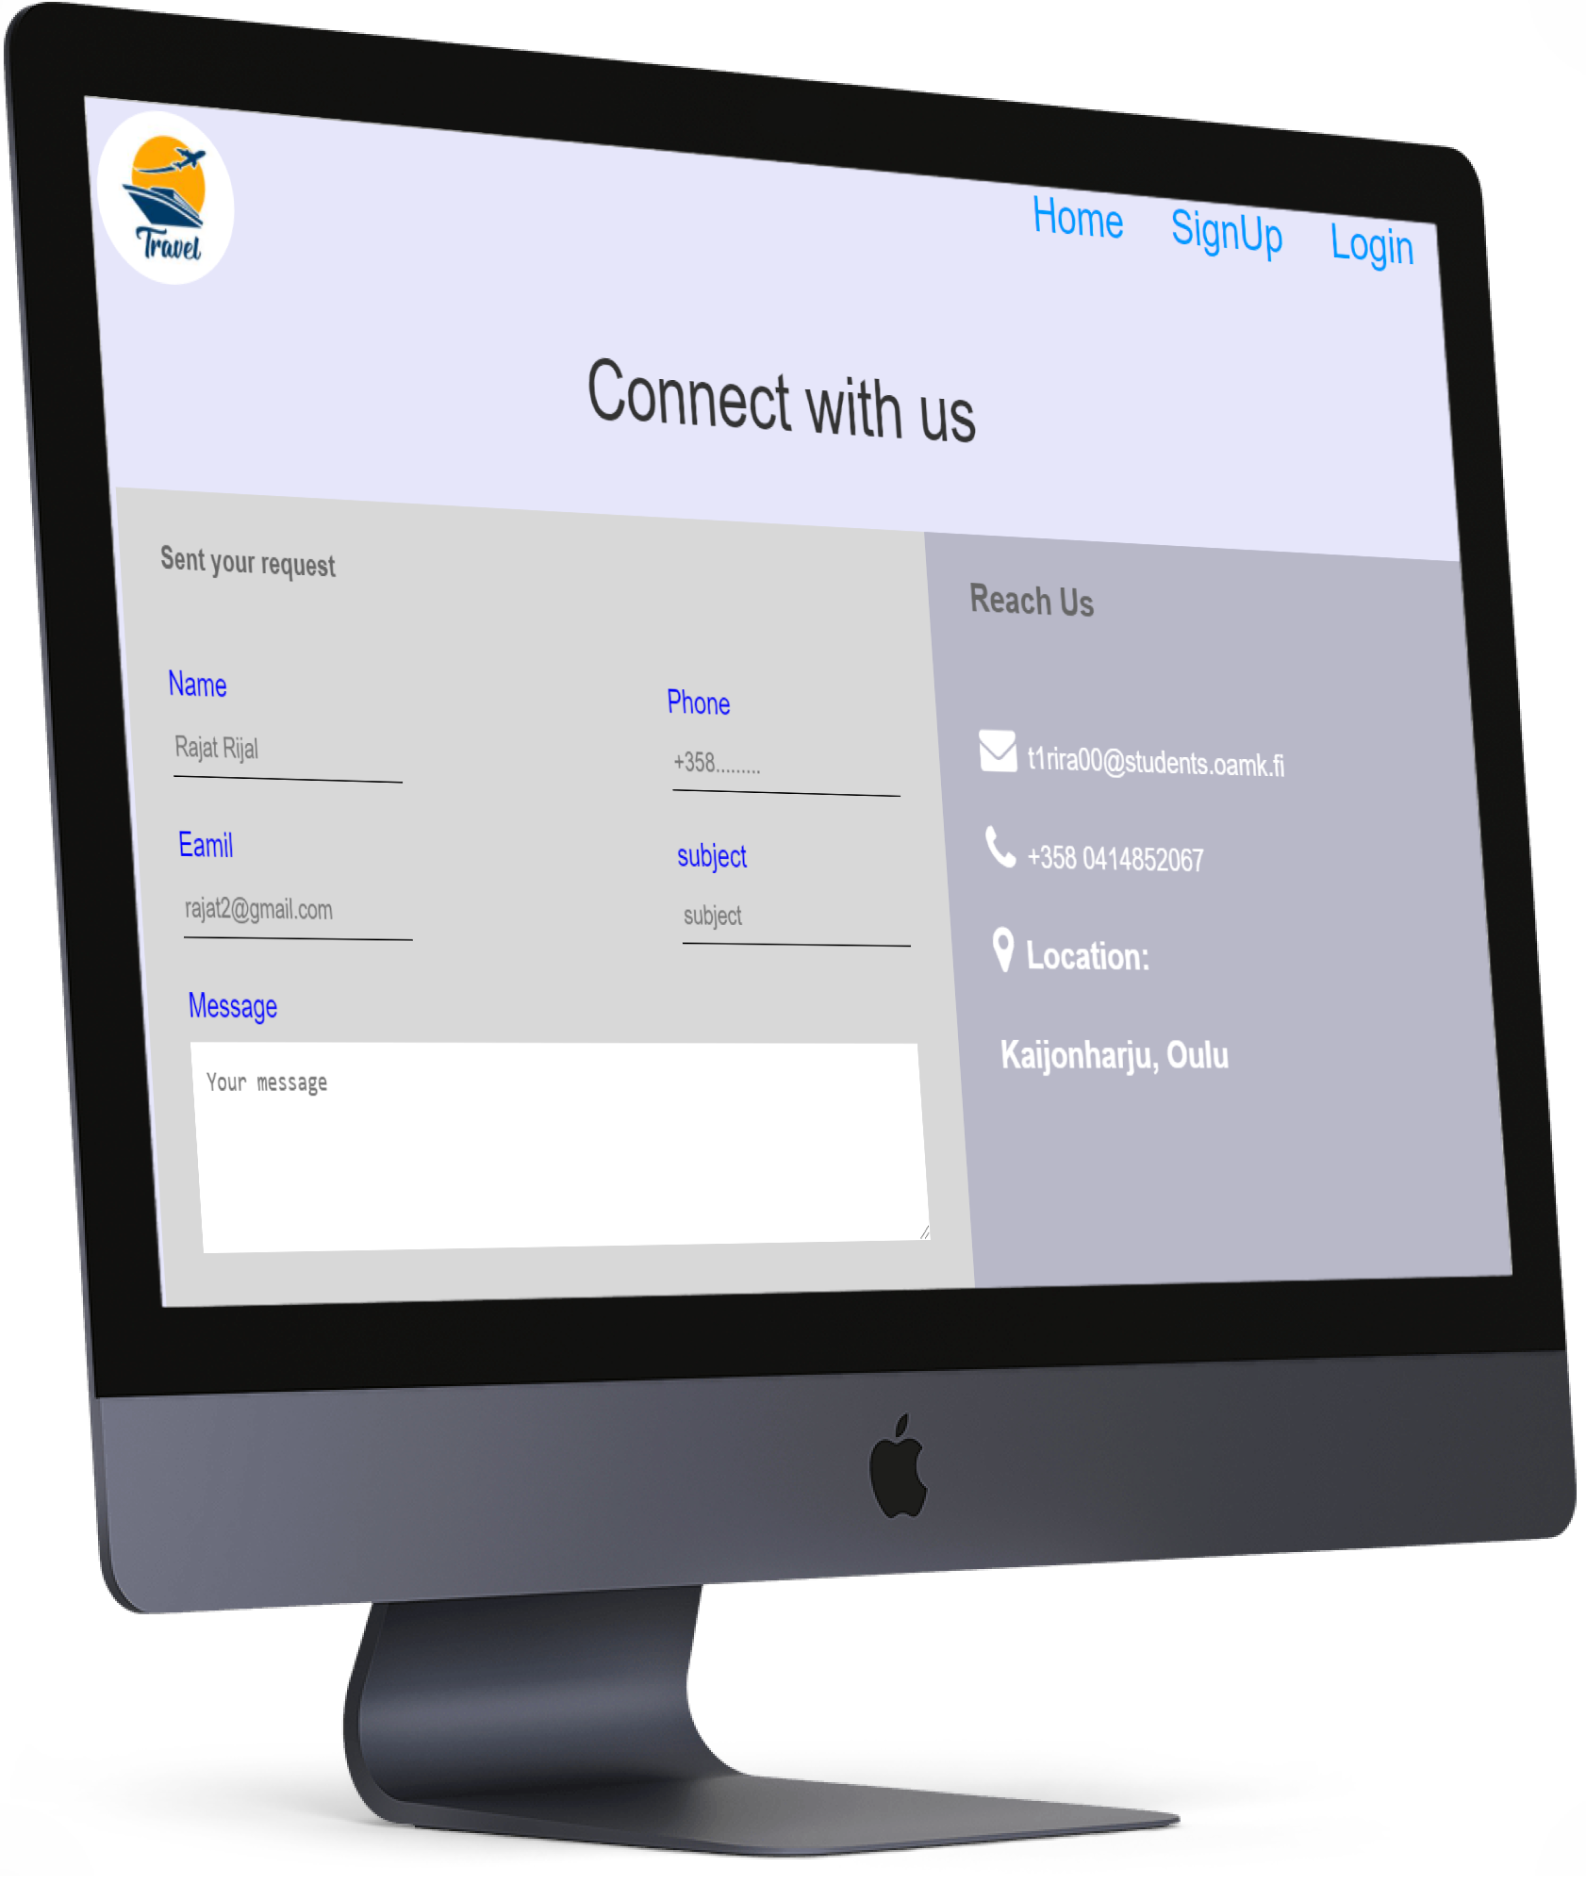 Travel
Home SignUp Login
Connect with us
Sent your request
Name
Rajat Rijal
Phone
+358.........
Eamil
rajat2@gmail.com
subject
subject
Message
Your message
Reach Us
t1rira00@students.oamk.fi
+358 0414852067
Location:
Kaijonharju, Oulu